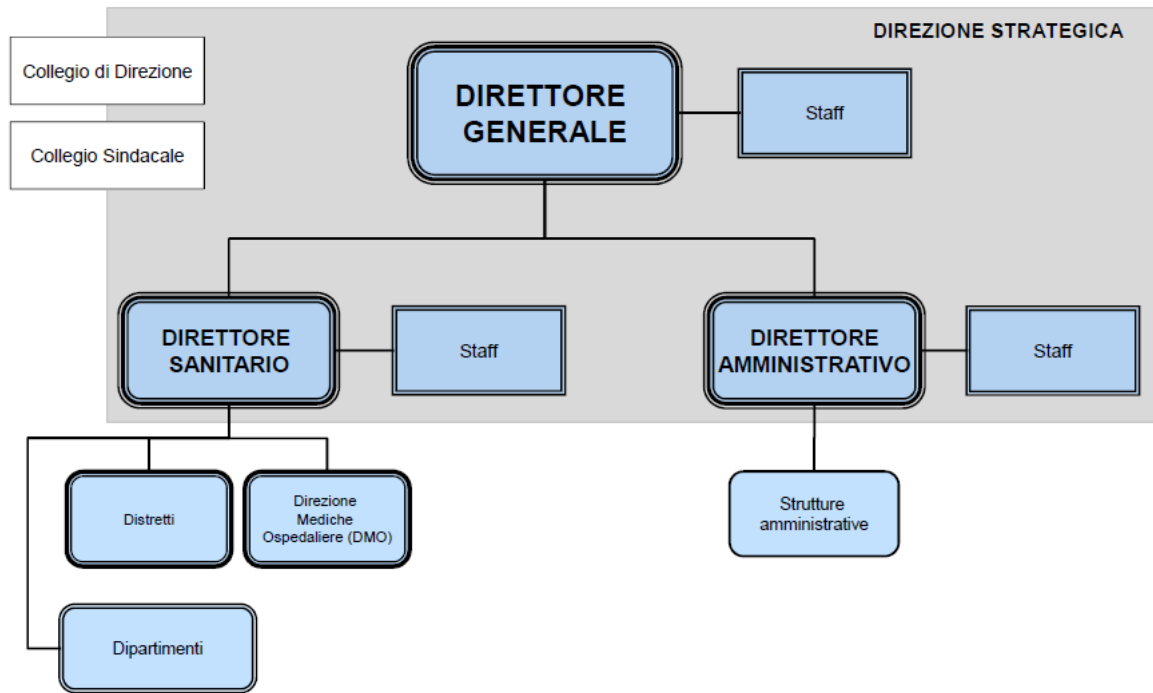 DIREZIONE STRATEGICA
Collegio di Direzione
Collegio Sindacale
DIRETTORE
GENERALE
Staff
DIRETTORE
SANITARIO
Staff
DIRETTORE
AMMINISTRATIVO
Staff
Distretti
Direzione
Mediche
Ospedaliere (DMO)
Strutture
amministrative
Dipartimenti